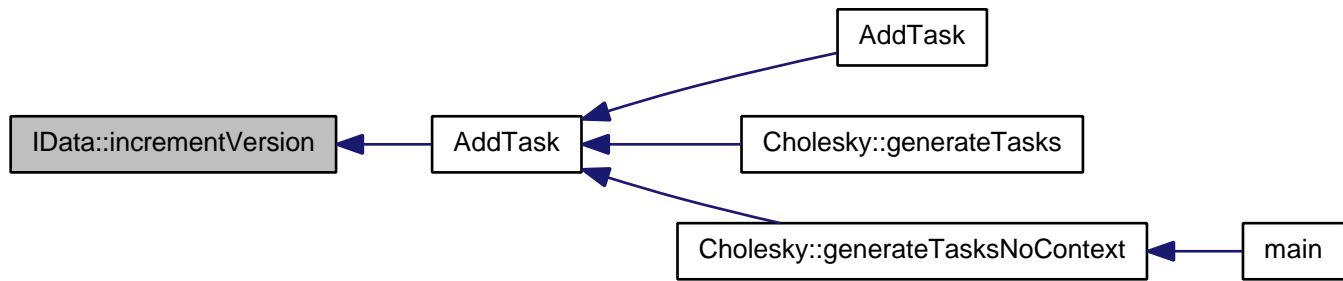 AddTask
IData::incrementVersion
AddTask
Cholesky::generateTasks
Cholesky::generateTasksNoContext
main